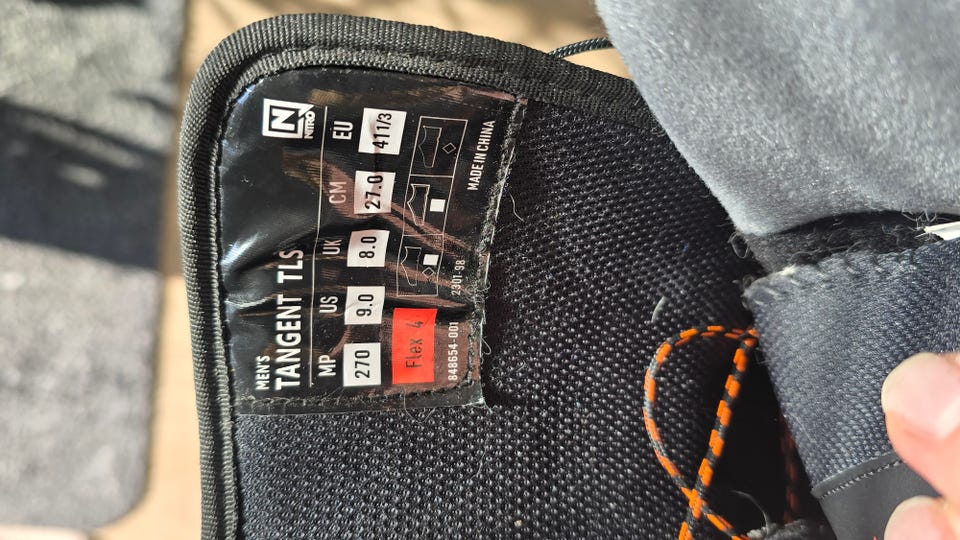 NITRO
MEN'S
TANGENT TLS
MP US UK CM EU
270 9.0 8.0 27.0 41 1/3
Flex 4
848654-001 2301-98 MADE IN CHINA